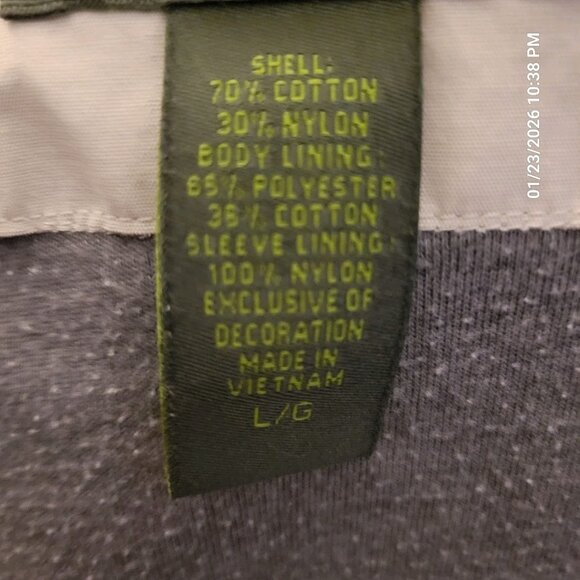 SHELL:
70% COTTON
30% NYLON
BODY LINING:
65% POLYESTER
35% COTTON
SLEEVE LINING:
100% NYLON
EXCLUSIVE OF
DECORATION
MADE IN
VIETNAM
L/G
01/23/2026 10:38 PM